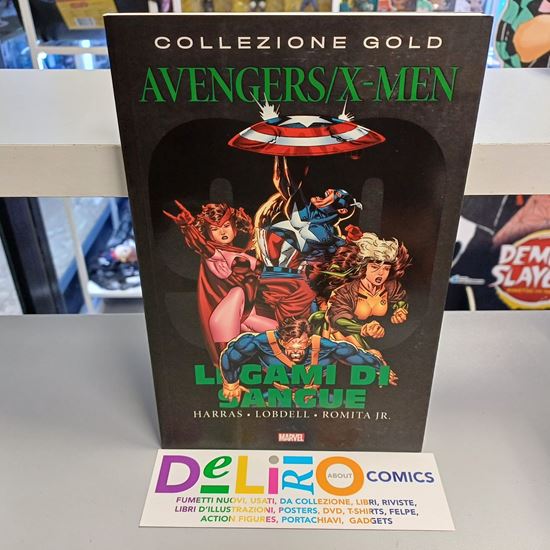 COLLEZIONE GOLD
AVENGERS/X-MEN
LEGAMI DI
SANGUE
HARRAS • LOBDELL • ROMITA JR.
MARVEL
DeLiRiO ABOUT COMICS
FUMETTI NUOVI, USATI, DA COLLEZIONE, LIBRI, RIVISTE,
LIBRI D'ILLUSTRAZIONI, POSTERS, DVD, T-SHIRTS, FELPE,
ACTION FIGURES, PORTACHIAVI, GADGETS
DEMON
SLAYER